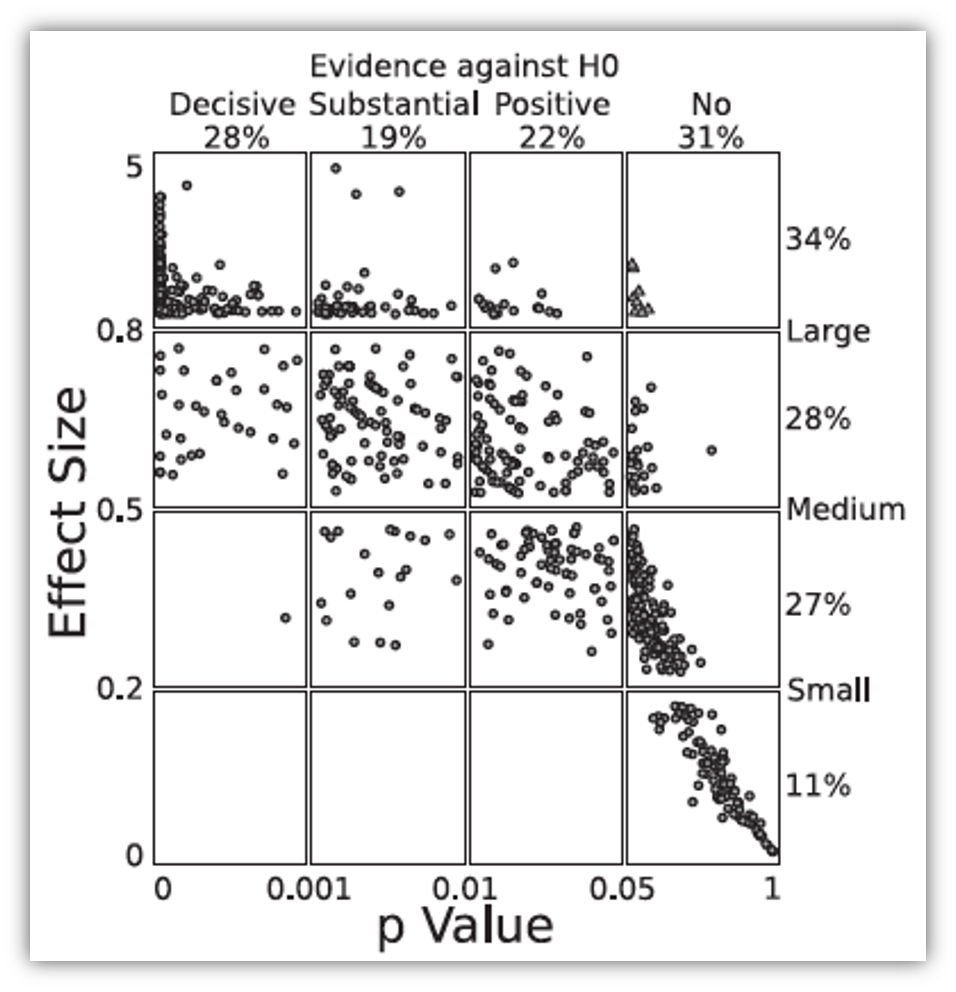 Evidence against H0
Decisive Substantial Positive No
28% 19% 22% 31%
5
34%
0.8
Large
28%
Effect Size
0.5
Medium
27%
0.2
Small
11%
0
0 0.001 0.01 0.05 1
p Value